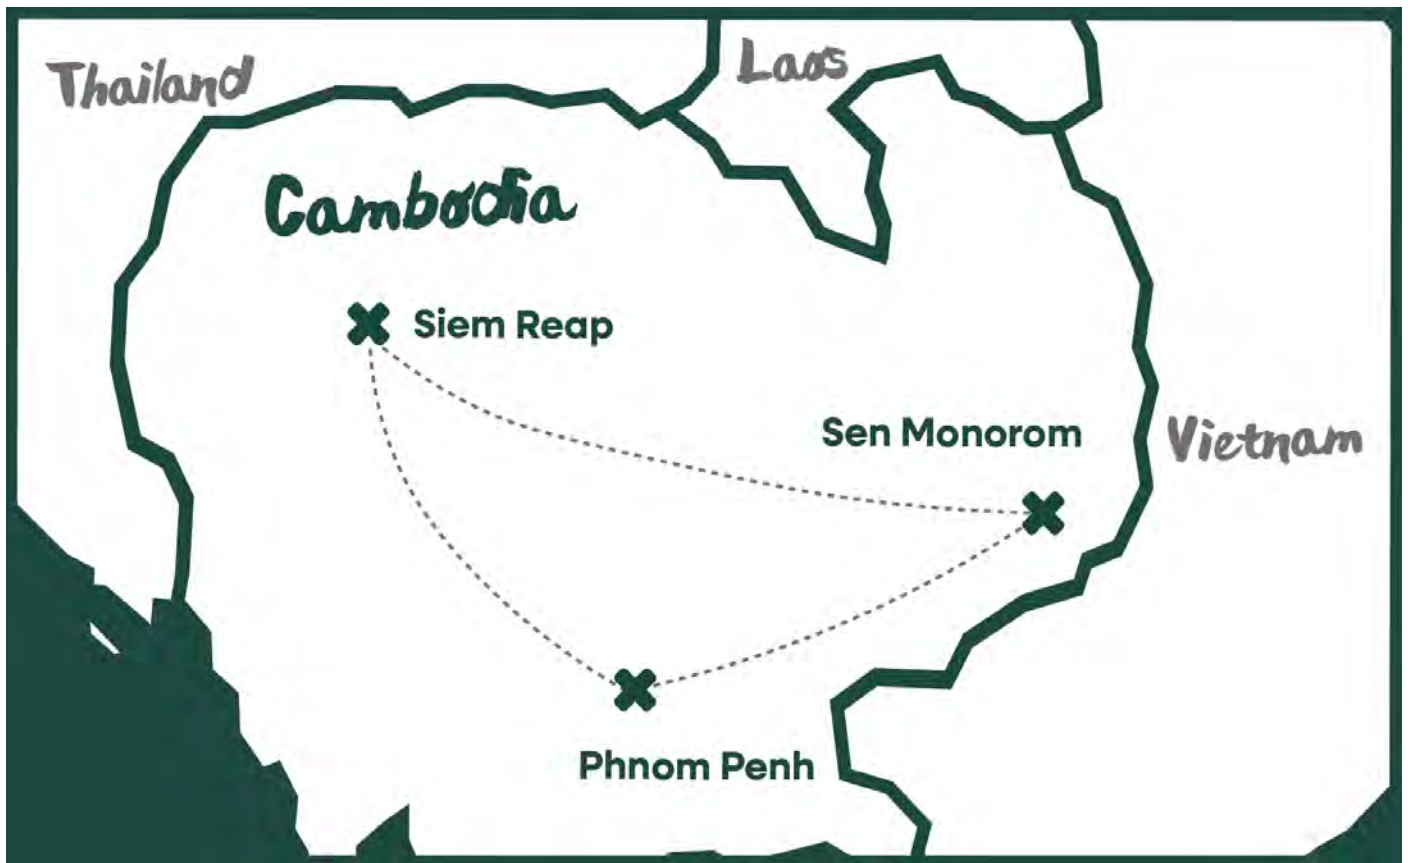 Thailand
Laos
Cambodia
Siem Reap
Sen Monorom
Vietnam
Phnom Penh